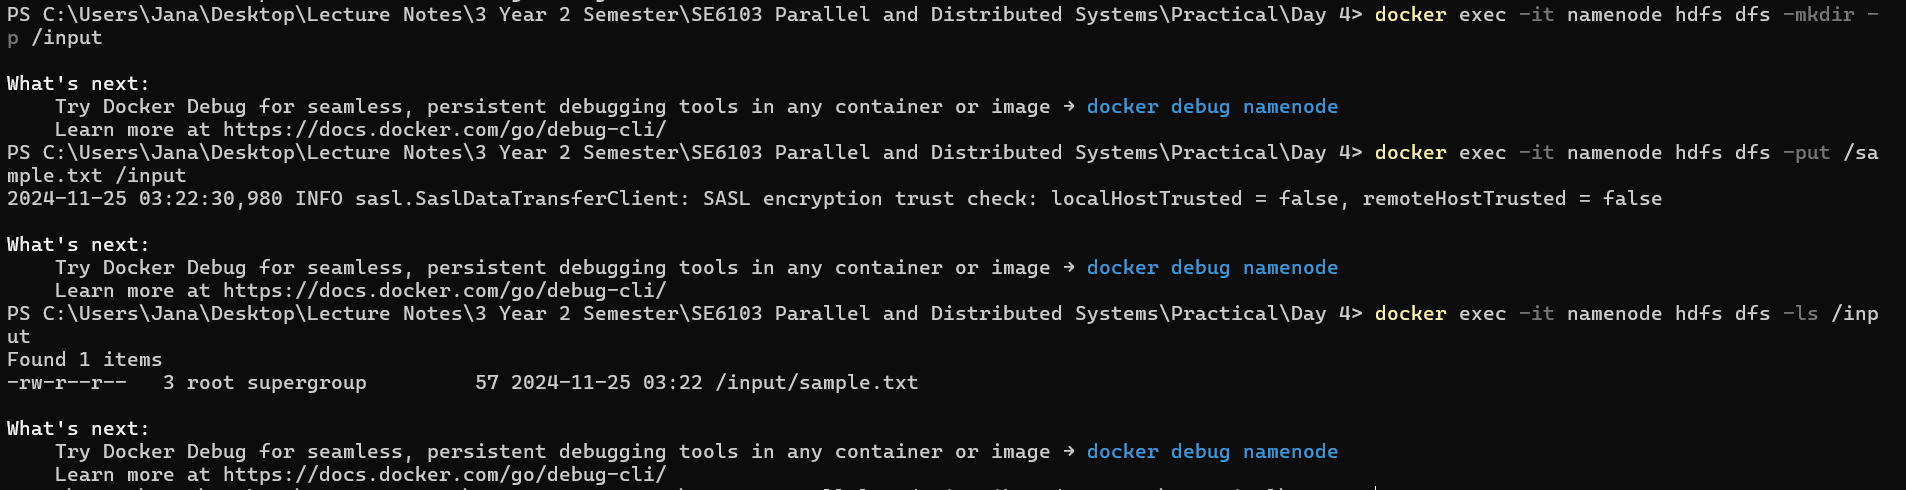 PS C:\Users\Jana\Desktop\Lecture Notes\3 Year 2 Semester\SE6103 Parallel and Distributed Systems\Practical\Day 4> docker exec -it namenode hdfs dfs -mkdir -
p /input
What's next:
    Try Docker Debug for seamless, persistent debugging tools in any container or image → docker debug namenode
    Learn more at https://docs.docker.com/go/debug-cli/
PS C:\Users\Jana\Desktop\Lecture Notes\3 Year 2 Semester\SE6103 Parallel and Distributed Systems\Practical\Day 4> docker exec -it namenode hdfs dfs -put /sa
mple.txt /input
2024-11-25 03:22:30,980 INFO sasl.SaslDataTransferClient: SASL encryption trust check: localHostTrusted = false, remoteHostTrusted = false
What's next:
    Try Docker Debug for seamless, persistent debugging tools in any container or image → docker debug namenode
    Learn more at https://docs.docker.com/go/debug-cli/
PS C:\Users\Jana\Desktop\Lecture Notes\3 Year 2 Semester\SE6103 Parallel and Distributed Systems\Practical\Day 4> docker exec -it namenode hdfs dfs -ls /inp
ut
Found 1 items
-rw-r--r--   3 root supergroup         57 2024-11-25 03:22 /input/sample.txt
What's next:
    Try Docker Debug for seamless, persistent debugging tools in any container or image → docker debug namenode
    Learn more at https://docs.docker.com/go/debug-cli/